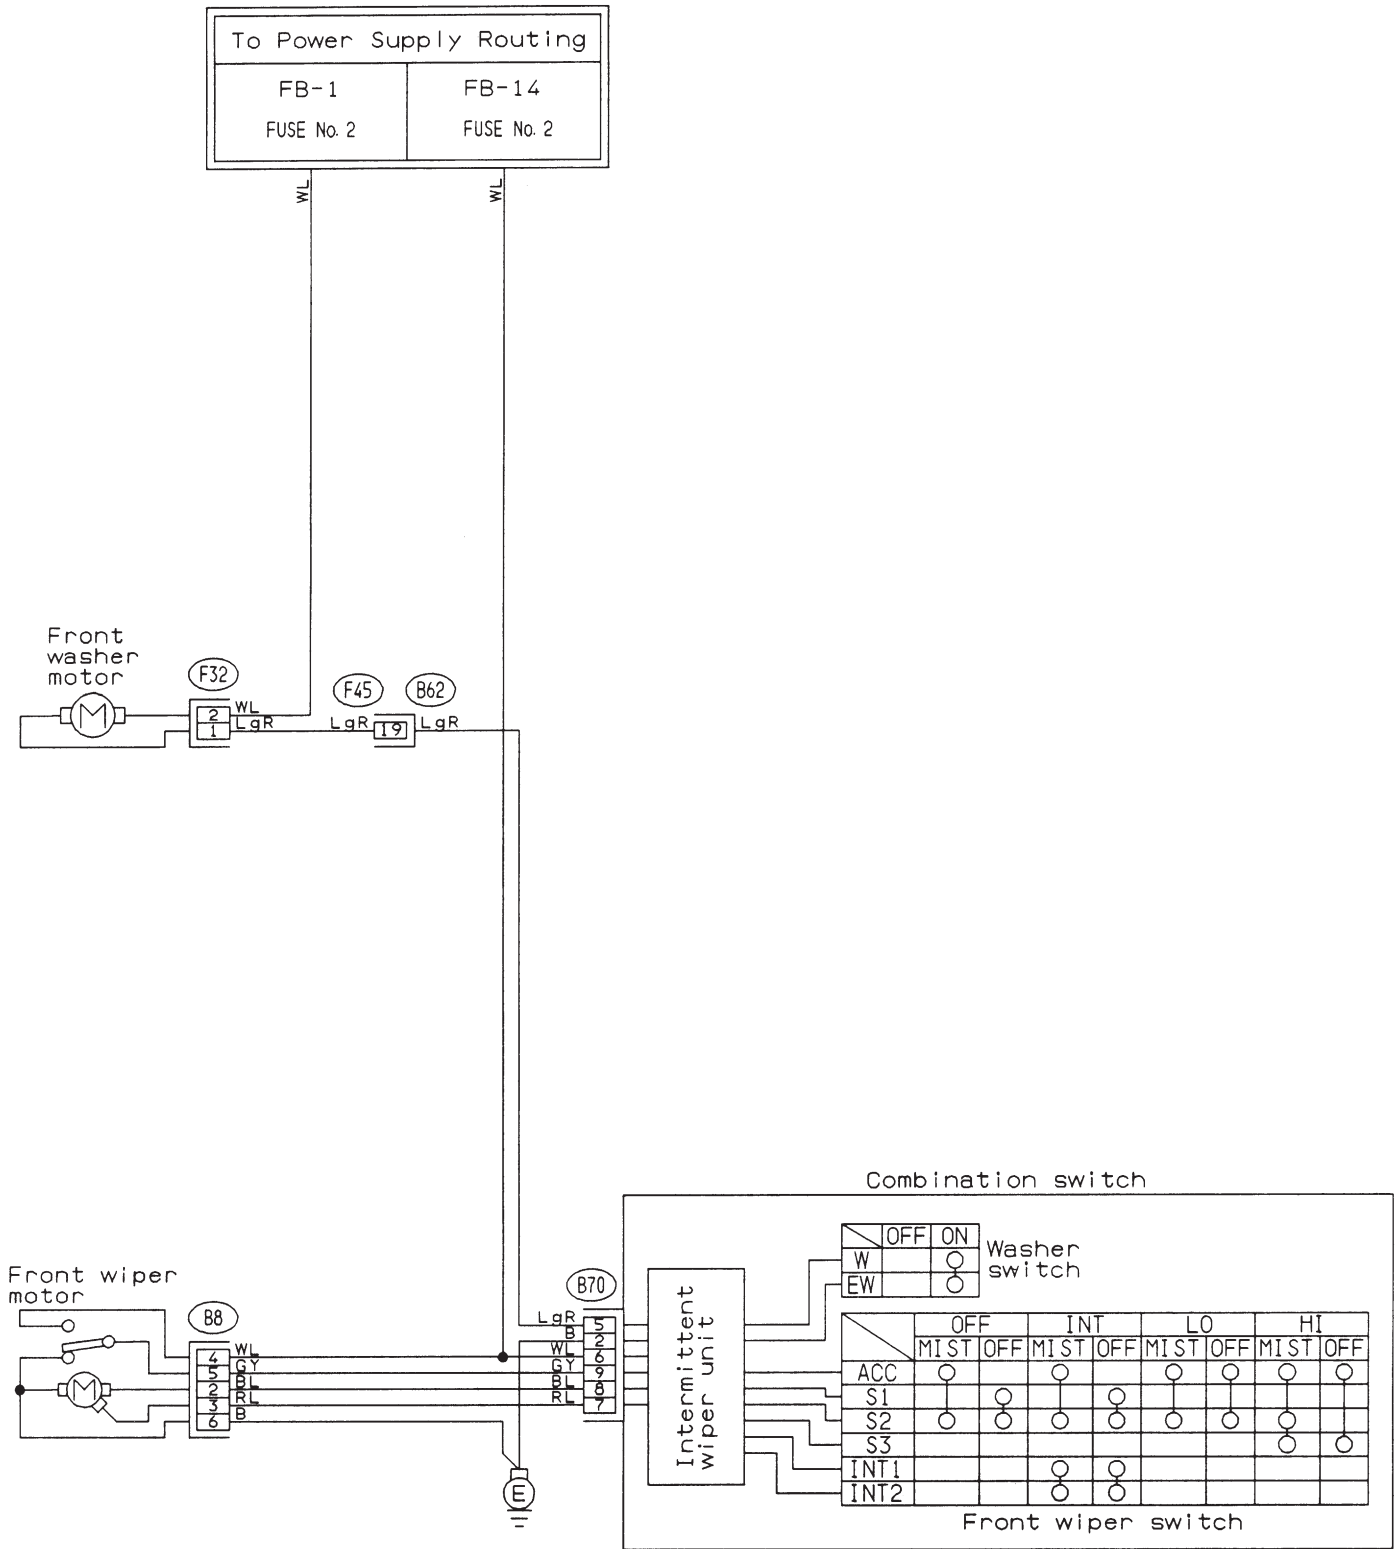 To Power Supply Routing
FB-1
FUSE No. 2
FB-14
FUSE No. 2
WL
WL
Front
washer
motor
F32
2
WL
1
LgR
F45
B62
LgR
19
LgR
Front wiper
motor
B8
4
WL
5
GY
2
BL
3
RL
6
B
B70
LgR
5
B
2
WL
6
GY
9
BL
8
RL
7
E
Combination switch
Intermittent
wiper unit
OFF ON
W
EW
Washer
switch
OFF INT LO HI
MIST OFF MIST OFF MIST OFF MIST OFF
ACC
S1
S2
S3
INT1
INT2
Front wiper switch
M
M